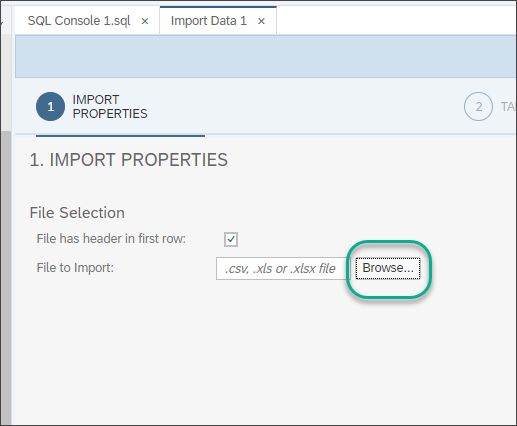 SQL Console 1.sql × Import Data 1 ×
1 IMPORT PROPERTIES 2
1. IMPORT PROPERTIES
File Selection
File has header in first row:
File to Import: .csv, .xls or .xlsx file Browse...